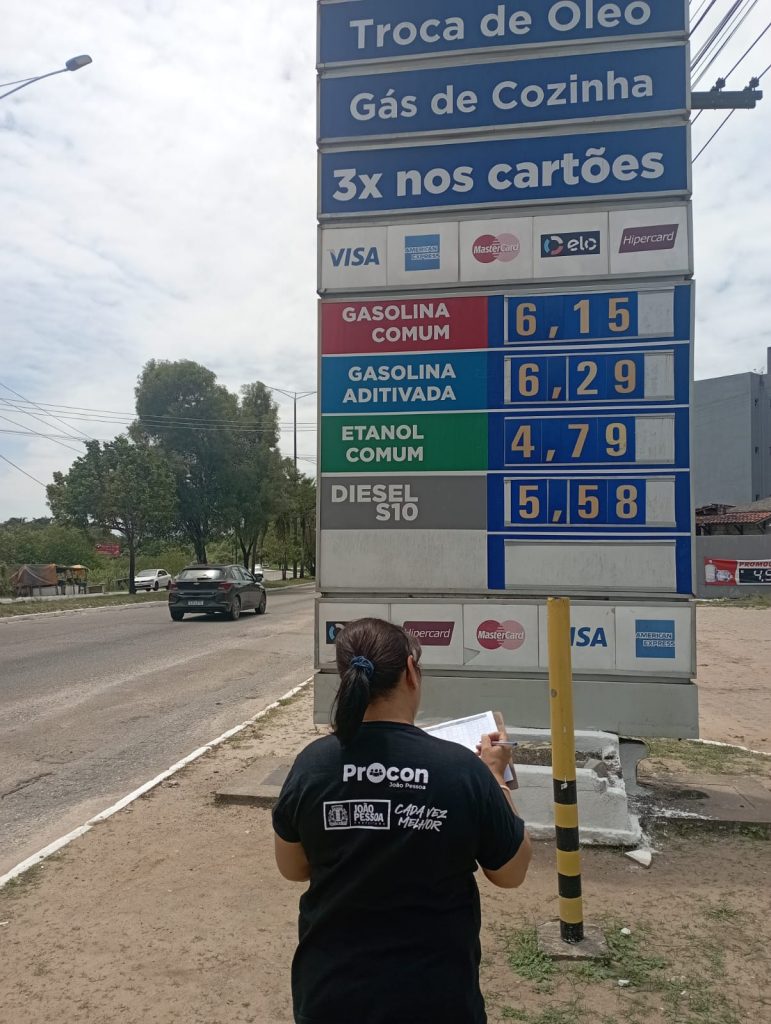 Troca de Óleo
Gás de Cozinha
3x nos cartões
VISA
AMERICAN EXPRESS
MasterCard
elo
Hipercard
GASOLINA
COMUM
6,15
GASOLINA
ADITIVADA
6,29
ETANOL
COMUM
4,79
DIESEL
S10
5,58
Hipercard
MasterCard
VISA
AMERICAN EXPRESS
Procon
João Pessoa
JOÃO
PESSOA
CADA VEZ
MELHOR